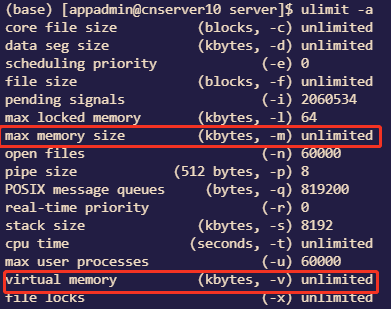 (base) [appadmin@cnserver10 server]$ ulimit -a
core file size (blocks, -c) unlimited
data seg size (kbytes, -d) unlimited
scheduling priority (-e) 0
file size (blocks, -f) unlimited
pending signals (-i) 2060534
max locked memory (kbytes, -l) 64
max memory size (kbytes, -m) unlimited
open files (-n) 60000
pipe size (512 bytes, -p) 8
POSIX message queues (bytes, -q) 819200
real-time priority (-r) 0
stack size (kbytes, -s) 8192
cpu time (seconds, -t) unlimited
max user processes (-u) 60000
virtual memory (kbytes, -v) unlimited
file locks (-x) unlimited